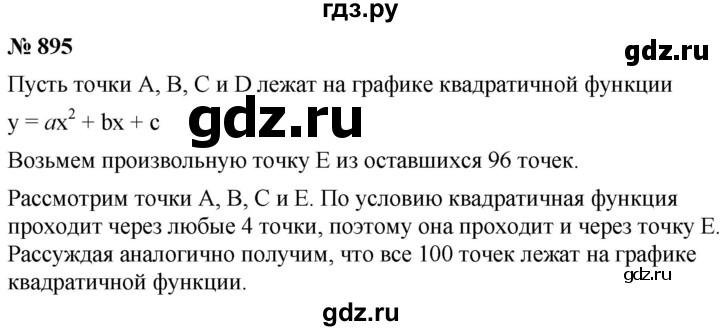 гдз.ру
№ 895
gdz.ru
Пусть точки A, B, C и D лежат на графике квадратичной функции
y = ax² + bx + c
gdz.ru
Возьмем произвольную точку E из оставшихся 96 точек.
Рассмотрим точки A, B, C и E. По условию квадратичная функция
проходит через любые 4 точки, поэтому она проходит и через точку E.
Рассуждая аналогично получим, что все 100 точек лежат на графике
квадратичной функции.
gdz.ru
gdz.ru